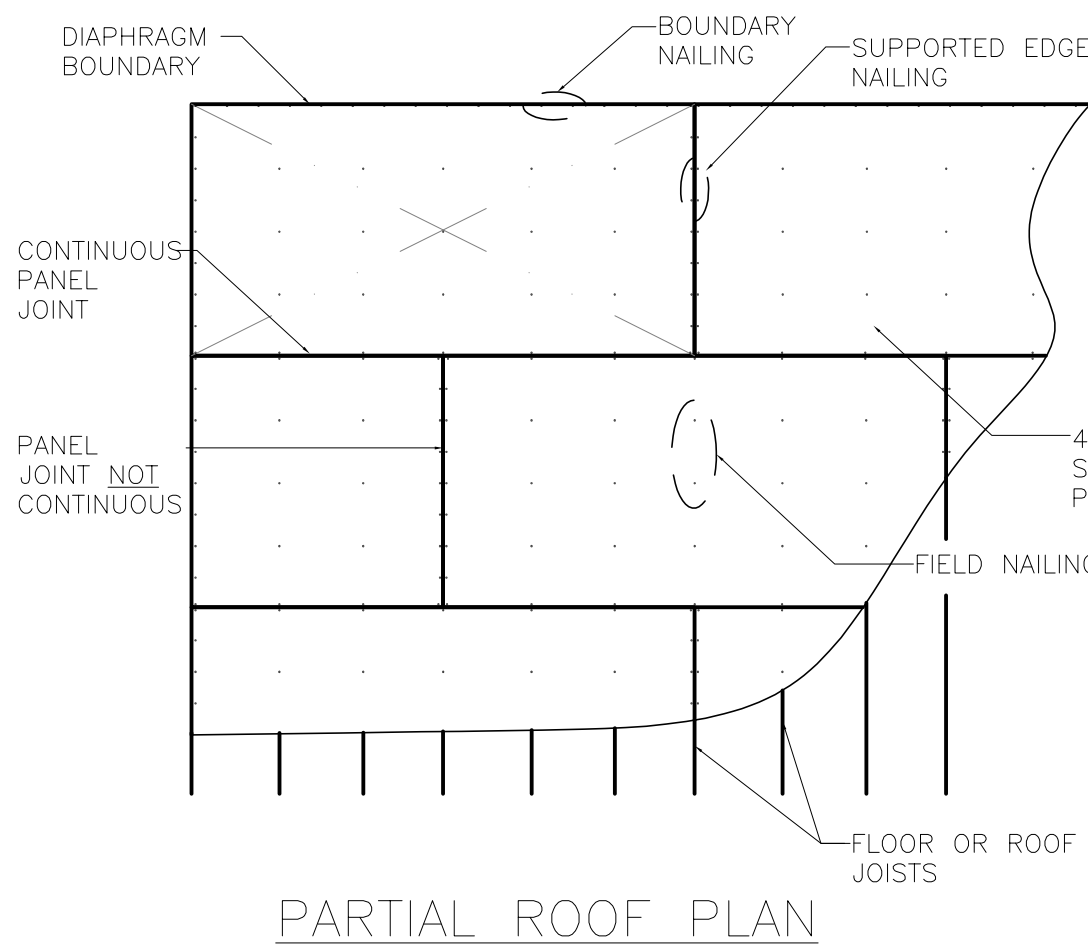 DIAPHRAGM
BOUNDARY
BOUNDARY
NAILING
SUPPORTED EDGE
NAILING
CONTINUOUS
PANEL
JOINT
PANEL
JOINT NOT
CONTINUOUS
4
S
P
FIELD NAILING
FLOOR OR ROOF
JOISTS
PARTIAL ROOF PLAN